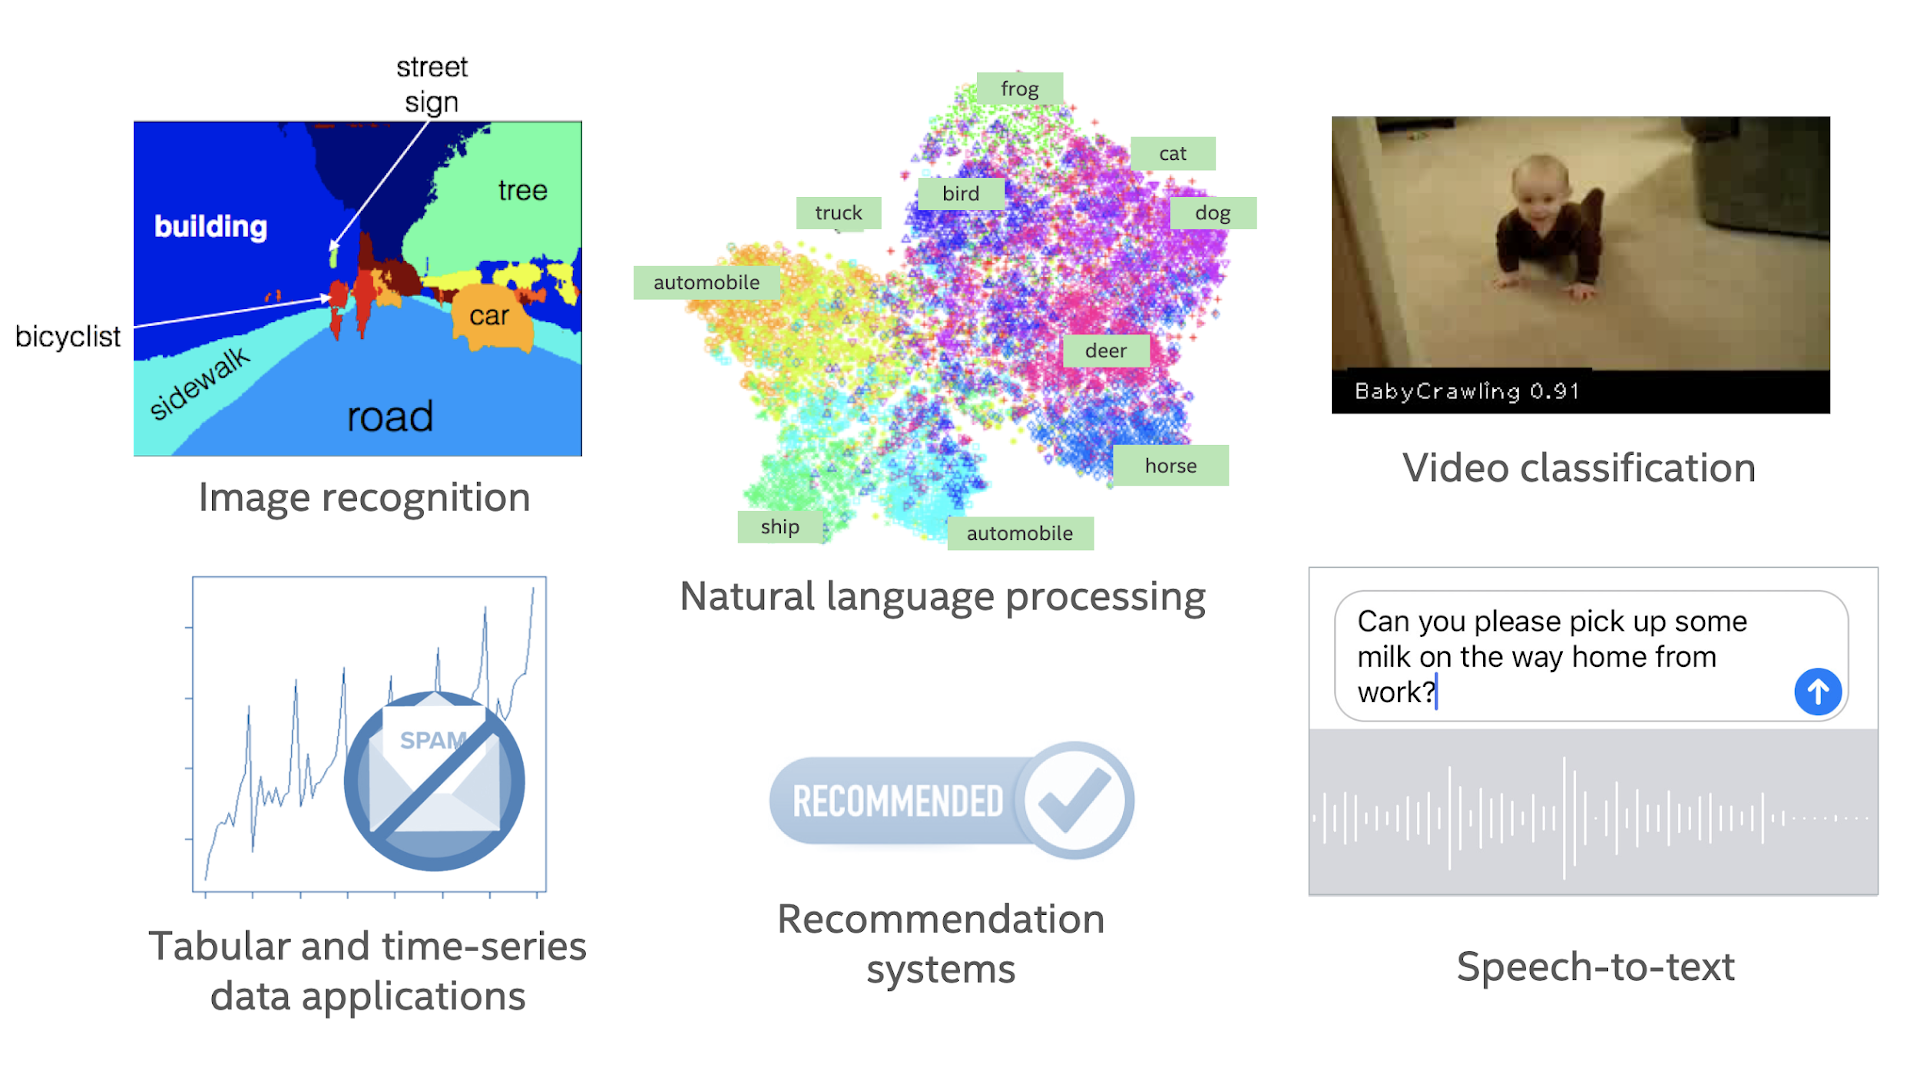 street
sign
building
tree
bicyclist
car
sidewalk
road
Image recognition
frog
cat
bird
truck
dog
automobile
deer
horse
ship
automobile
Natural language processing
BabyCrawling 0.91
Video classification
SPAM
Tabular and time-series
data applications
RECOMMENDED
Recommendation
systems
Can you please pick up some
milk on the way home from
work?
Speech-to-text